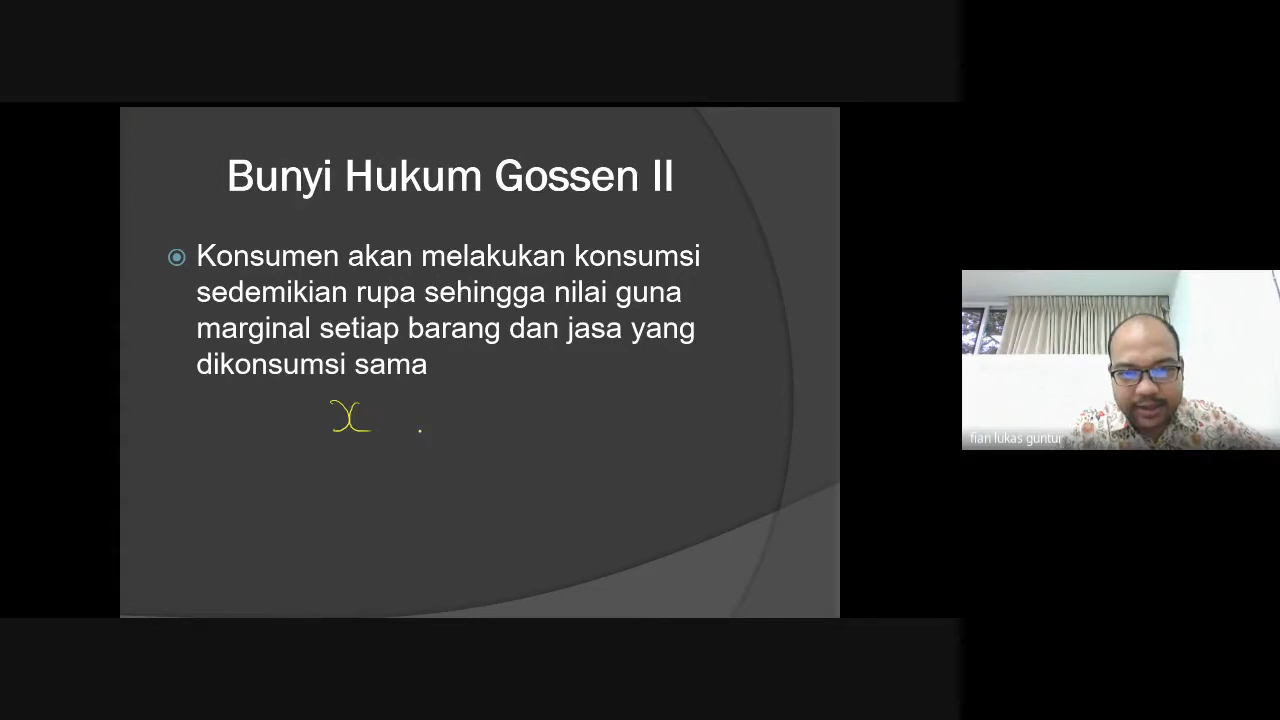 Bunyi Hukum Gossen II
Konsumen akan melakukan konsumsi
sedemikian rupa sehingga nilai guna
marginal setiap barang dan jasa yang
dikonsumsi sama
X
fian lukas guntur